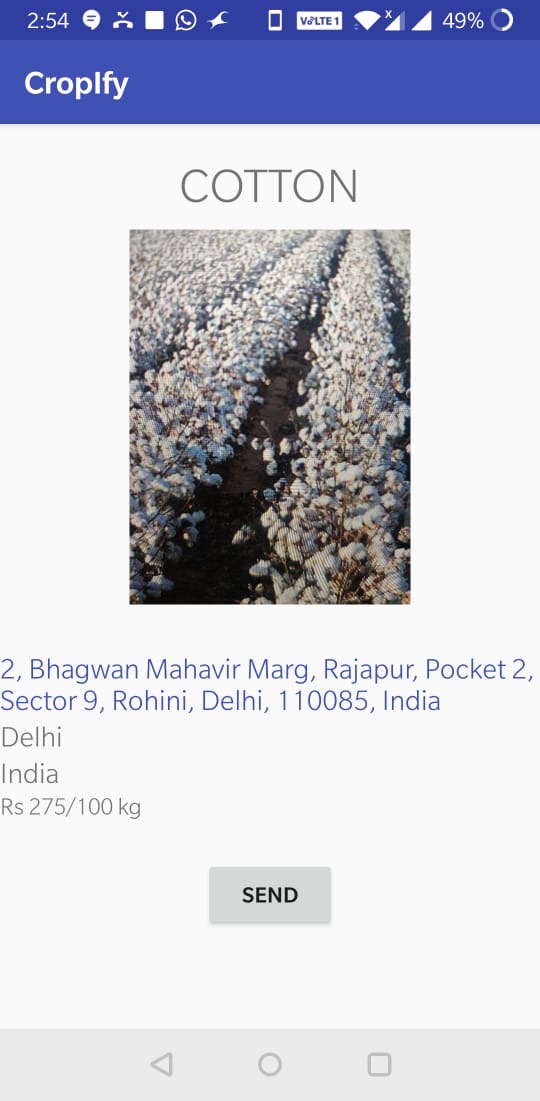 2:54 VoLTE 1 49%
CropIfy
COTTON
2, Bhagwan Mahavir Marg, Rajapur, Pocket 2,
Sector 9, Rohini, Delhi, 110085, India
Delhi
India
Rs 275/100 kg
SEND